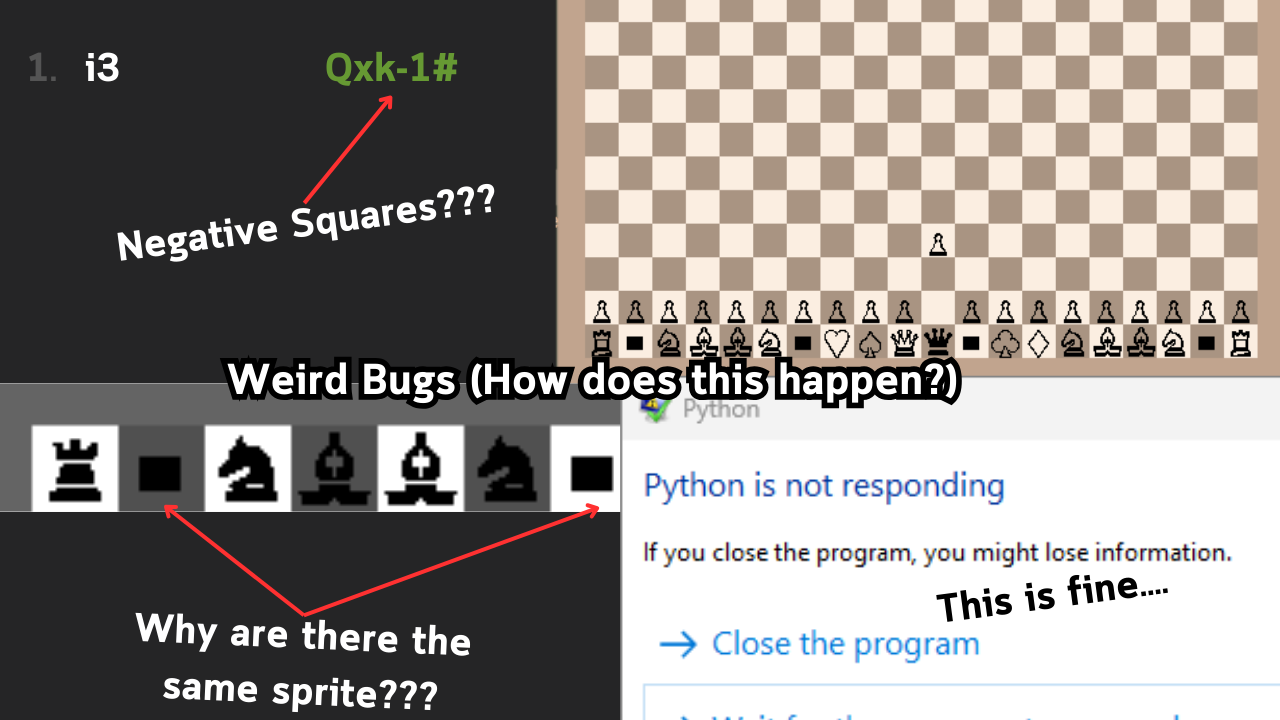 1. i3 Qxk-1#
Negative Squares???
Weird Bugs (How does this happen?)
Python
Python is not responding
If you close the program, you might lose information.
This is fine....
Close the program
Why are there the
same sprite???